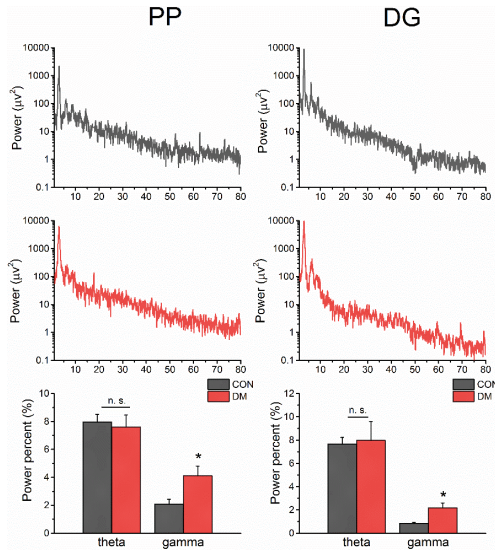 PP DG
Power (μv²) Power (μv²)
10000 10000
1000 1000
100 100
10 10
1 1
0.1 0.1
10 20 30 40 50 60 70 80 10 20 30 40 50 60 70 80
Power (μv²) Power (μv²)
10000 10000
1000 1000
100 100
10 10
1 1
0.1 0.1
10 20 30 40 50 60 70 80 10 20 30 40 50 60 70 80
CON CON
DM DM
Power percent (%) Power percent (%)
10 12
8 10
6 8
4 6
2 4
0 2
0
n. s. n. s.
* *
theta gamma theta gamma